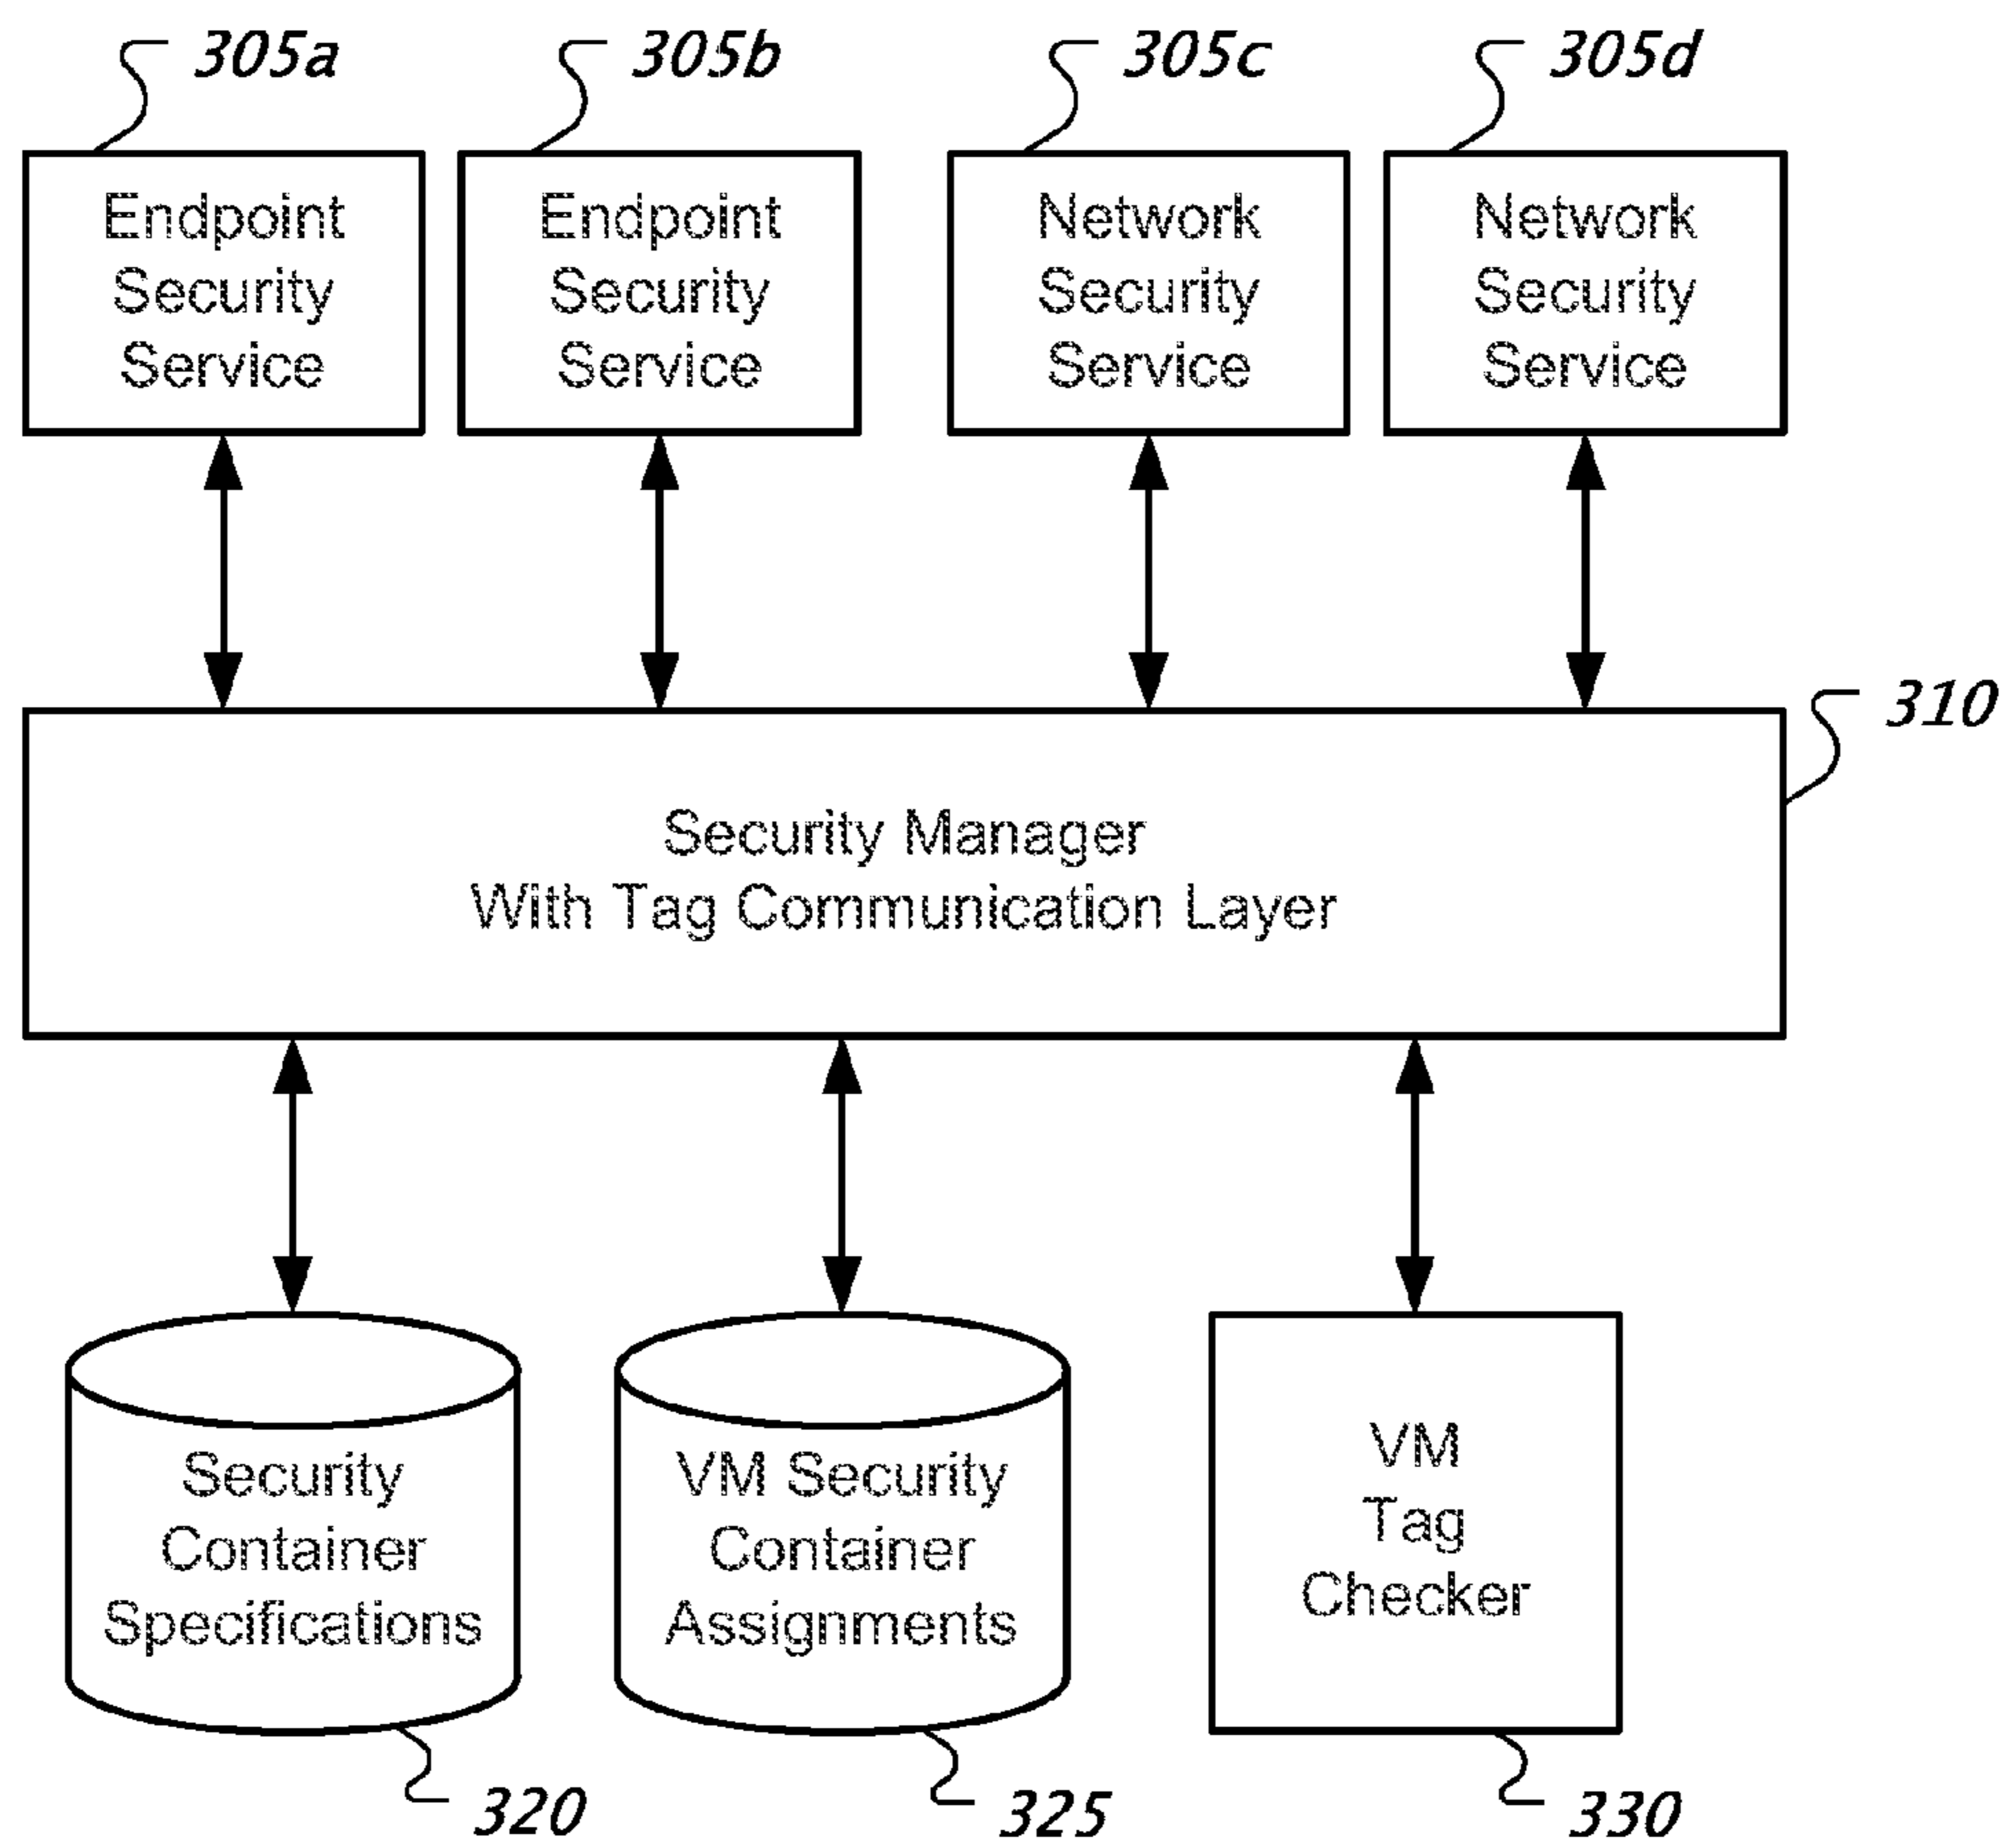 305a
305b
305c
305d
Endpoint
Security
Service
Endpoint
Security
Service
Network
Security
Service
Network
Security
Service
310
Security Manager
With Tag Communication Layer
Security
Container
Specifications
VM Security
Container
Assignments
VM
Tag
Checker
320
325
330